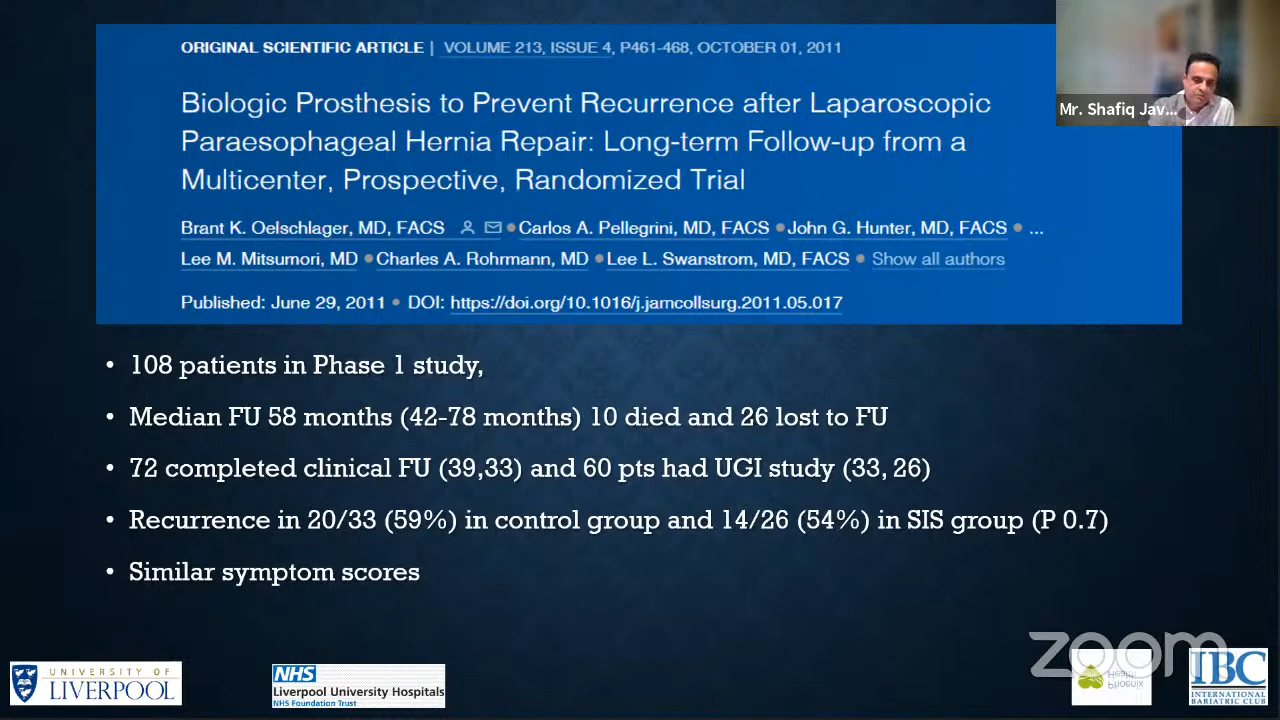 ORIGINAL SCIENTIFIC ARTICLE | VOLUME 213, ISSUE 4, P461-468, OCTOBER 01, 2011
Biologic Prosthesis to Prevent Recurrence after Laparoscopic
Paraesophageal Hernia Repair: Long-term Follow-up from a
Multicenter, Prospective, Randomized Trial
Brant K. Oelschlager, MD, FACS • Carlos A. Pellegrini, MD, FACS • John G. Hunter, MD, FACS • ...
Lee M. Mitsumori, MD • Charles A. Rohrmann, MD • Lee L. Swanstrom, MD, FACS • Show all authors
Published: June 29, 2011 • DOI: https://doi.org/10.1016/j.jamcollsurg.2011.05.017
Mr. Shafiq Jav...
• 108 patients in Phase 1 study,
• Median FU 58 months (42-78 months) 10 died and 26 lost to FU
• 72 completed clinical FU (39,33) and 60 pts had UGI study (33, 26)
• Recurrence in 20/33 (59%) in control group and 14/26 (54%) in SIS group (P 0.7)
• Similar symptom scores
UNIVERSITY OF
LIVERPOOL
NHS
Liverpool University Hospitals
NHS Foundation Trust
zoom
Health
Phoenix
IBC
INTERNATIONAL
BARIATRIC CLUB